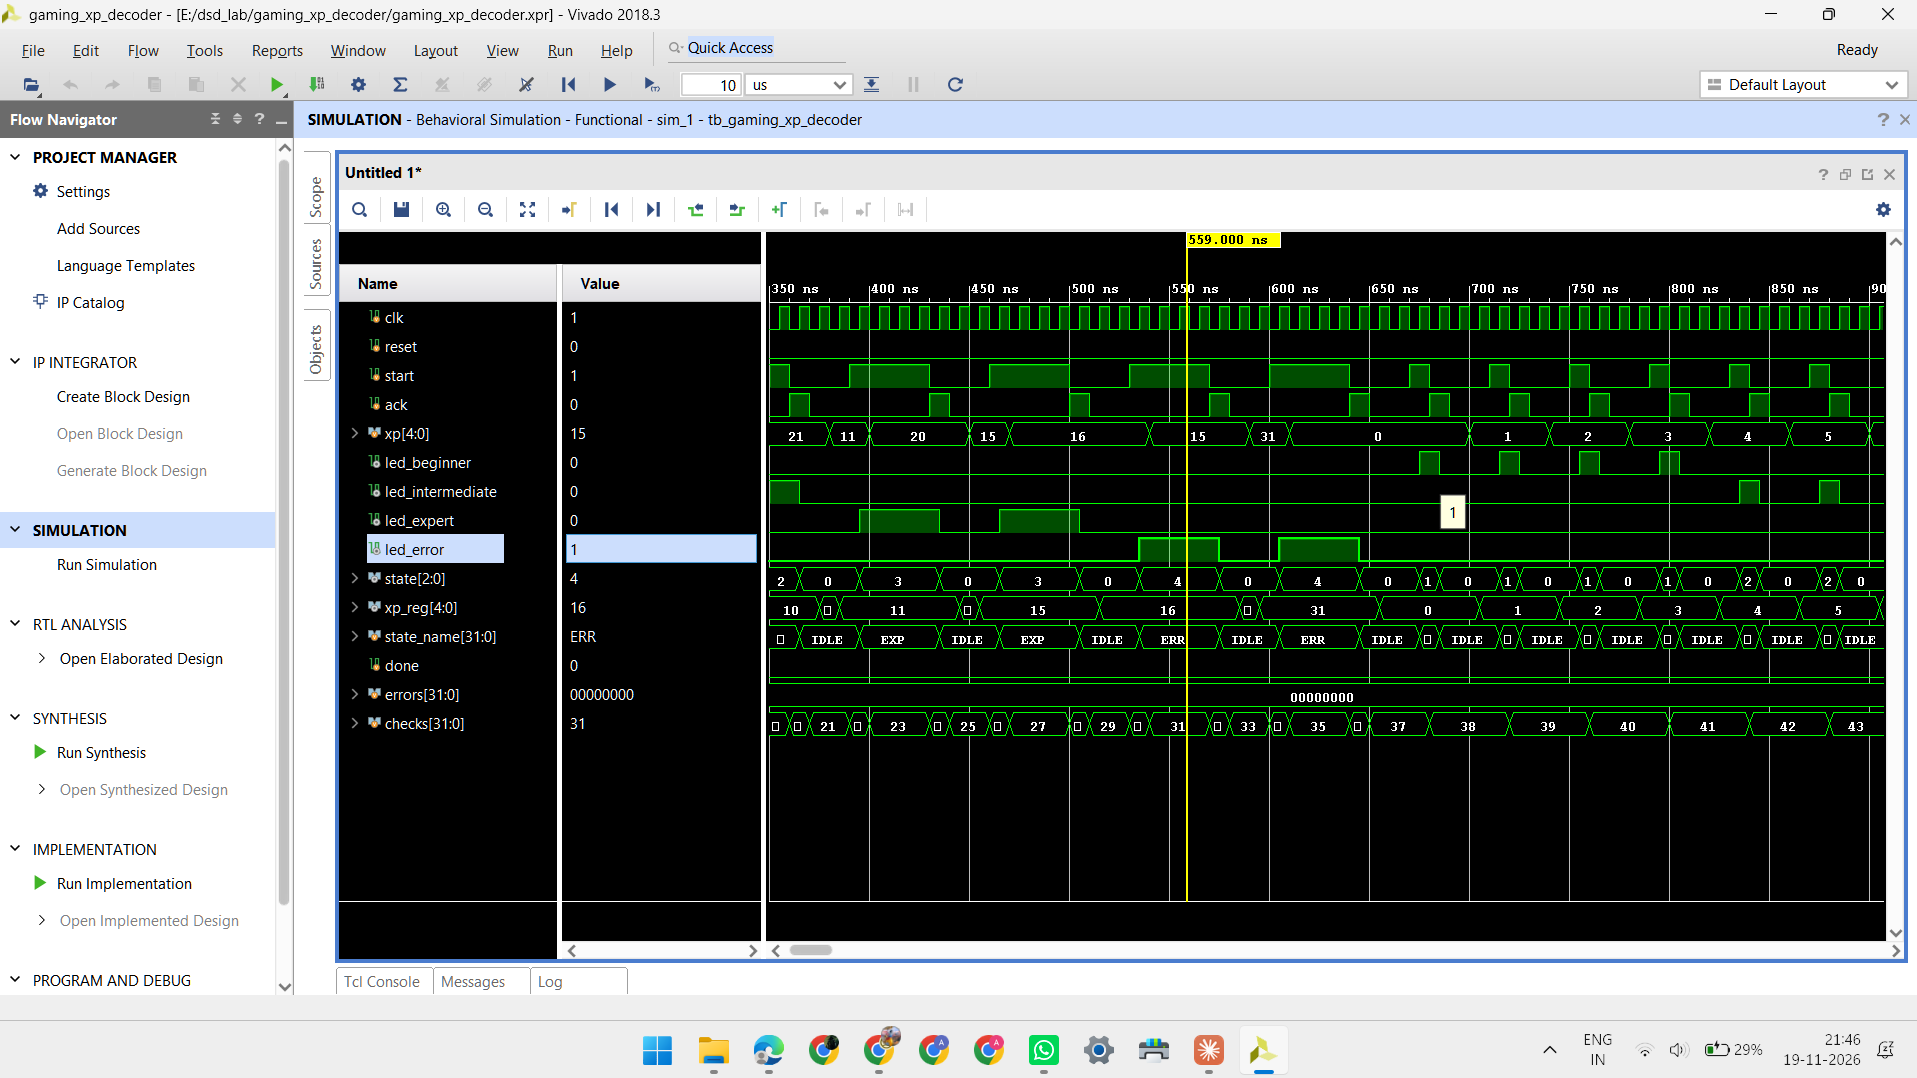 gaming_xp_decoder - [E:/dsd_lab/gaming_xp_decoder/gaming_xp_decoder.xpr] - Vivado 2018.3
File Edit Flow Tools Reports Window Layout View Run Help Quick Access Ready
10 us Default Layout
Flow Navigator
SIMULATION - Behavioral Simulation - Functional - sim_1 - tb_gaming_xp_decoder
PROJECT MANAGER
Settings
Add Sources
Language Templates
IP Catalog
IP INTEGRATOR
Create Block Design
Open Block Design
Generate Block Design
SIMULATION
Run Simulation
RTL ANALYSIS
Open Elaborated Design
SYNTHESIS
Run Synthesis
Open Synthesized Design
IMPLEMENTATION
Run Implementation
Open Implemented Design
PROGRAM AND DEBUG
Scope
Sources
Objects
Untitled 1*
559.000 ns
Name Value
350 ns 400 ns 450 ns 500 ns 550 ns 600 ns 650 ns 700 ns 750 ns 800 ns 850 ns 90
clk 1
reset 0
start 1
ack 0
xp[4:0] 15 21 11 20 15 16 15 31 0 1 2 3 4 5
led_beginner 0
led_intermediate 0
led_expert 0
1
led_error 1
state[2:0] 4 2 0 3 0 3 0 4 0 4 0 1 0 1 0 1 0 1 0 2 0 2 0
xp_reg[4:0] 16 10 11 15 16 31 0 1 2 3 4 5
state_name[31:0] ERR IDLE EXP IDLE EXP IDLE ERR IDLE ERR IDLE IDLE IDLE IDLE IDLE IDLE IDLE
done 0
errors[31:0] 00000000 00000000
checks[31:0] 31 21 23 25 27 29 31 33 35 37 38 39 40 41 42 43
Tcl Console Messages Log
ENG
IN
29%
21:46
19-11-2026